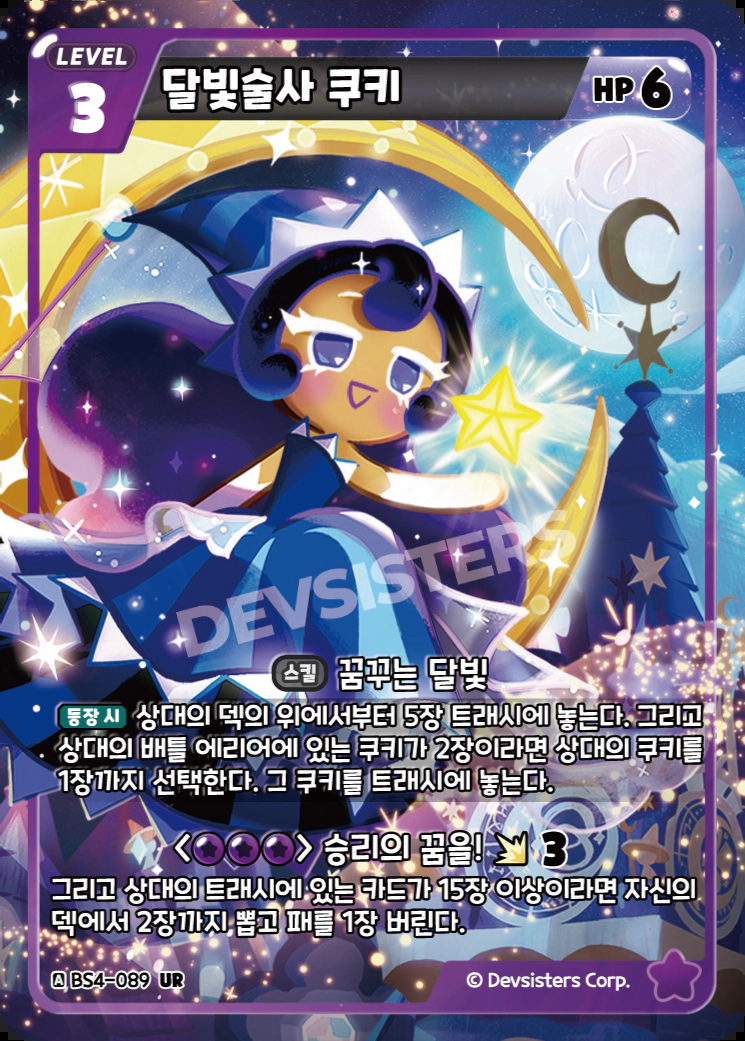 LEVEL
3
달빛술사 쿠키
HP 6
DEVSISTERS
스킬 꿈꾸는 달빛
등장 시 상대의 덱의 위에서부터 5장 트래시에 놓는다. 그리고
상대의 배틀 에리어에 있는 쿠키가 2장이라면 상대의 쿠키를
1장까지 선택한다. 그 쿠키를 트래시에 놓는다.
< > 승리의 꿈을! 3
그리고 상대의 트래시에 있는 카드가 15장 이상이라면 자신의
덱에서 2장까지 뽑고 패를 1장 버린다.
A BS4-089 UR
© Devsisters Corp.